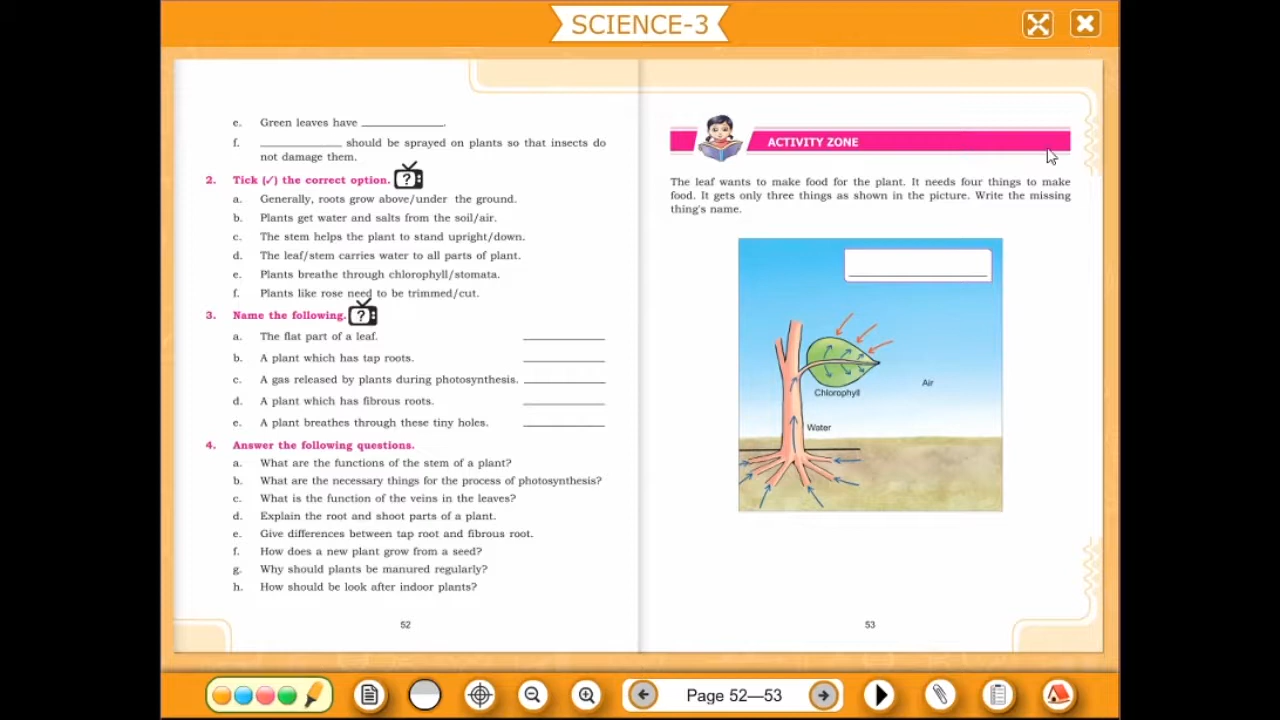 SCIENCE-3
e. Green leaves have ______________.
f. ______________ should be sprayed on plants so that insects do
not damage them.
2. Tick (✓) the correct option.
?
a. Generally, roots grow above/under the ground.
b. Plants get water and salts from the soil/air.
c. The stem helps the plant to stand upright/down.
d. The leaf/stem carries water to all parts of plant.
e. Plants breathe through chlorophyll/stomata.
f. Plants like rose need to be trimmed/cut.
3. Name the following.
?
a. The flat part of a leaf. ______________
b. A plant which has tap roots. ______________
c. A gas released by plants during photosynthesis. ______________
d. A plant which has fibrous roots. ______________
e. A plant breathes through these tiny holes. ______________
4. Answer the following questions.
a. What are the functions of the stem of a plant?
b. What are the necessary things for the process of photosynthesis?
c. What is the function of the veins in the leaves?
d. Explain the root and shoot parts of a plant.
e. Give differences between tap root and fibrous root.
f. How does a new plant grow from a seed?
g. Why should plants be manured regularly?
h. How should be look after indoor plants?
52
ACTIVITY ZONE
The leaf wants to make food for the plant. It needs four things to make
food. It gets only three things as shown in the picture. Write the missing
thing's name.
Air
Chlorophyll
Water
53
Page 52—53